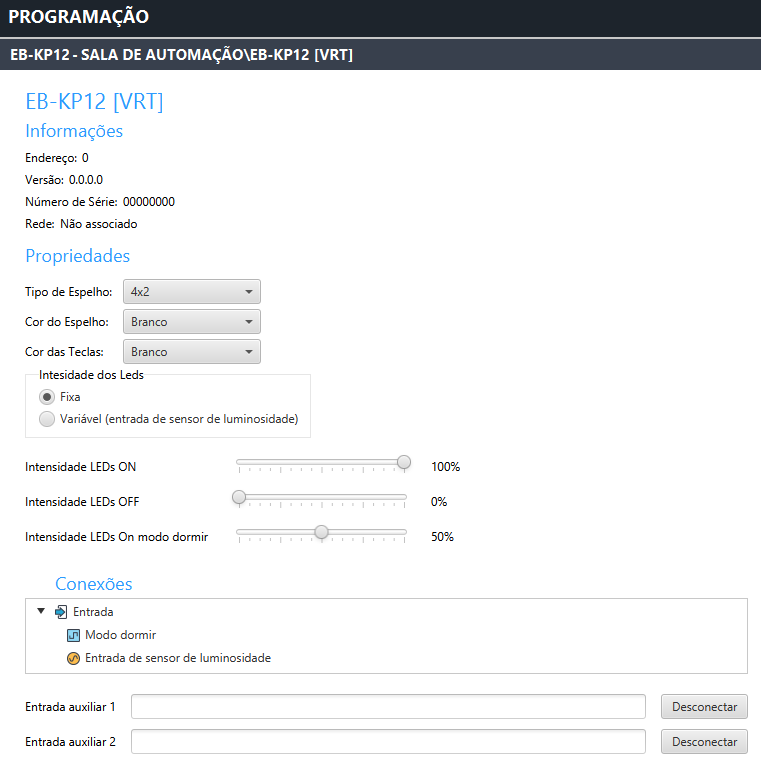 PROGRAMAÇÃO
EB-KP12 - SALA DE AUTOMAÇÃO\EB-KP12 [VRT]
EB-KP12 [VRT]
Informações
Endereço: 0
Versão: 0.0.0.0
Número de Série: 00000000
Rede: Não associado
Propriedades
Tipo de Espelho: 4x2
Cor do Espelho: Branco
Cor das Teclas: Branco
Intesidade dos Leds
Fixa
Variável (entrada de sensor de luminosidade)
Intensidade LEDs ON 100%
Intensidade LEDs OFF 0%
Intensidade LEDs On modo dormir 50%
Conexões
Entrada
Modo dormir
Entrada de sensor de luminosidade
Entrada auxiliar 1 Desconectar
Entrada auxiliar 2 Desconectar